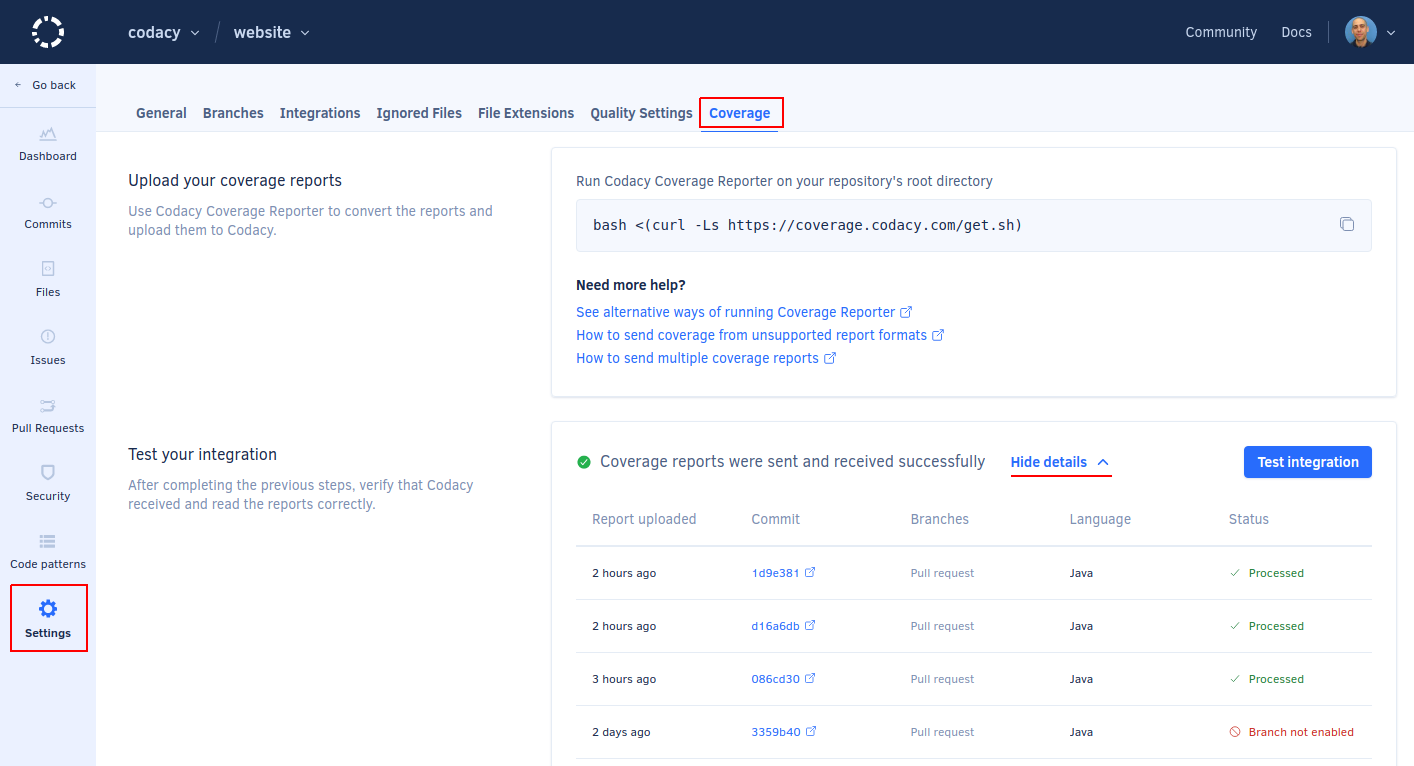 codacy
website
Community
Docs
Go back
Dashboard
Commits
Files
Issues
Pull Requests
Security
Code patterns
Settings
General
Branches
Integrations
Ignored Files
File Extensions
Quality Settings
Coverage
Upload your coverage reports
Use Codacy Coverage Reporter to convert the reports and
upload them to Codacy.
Run Codacy Coverage Reporter on your repository's root directory
bash <(curl -Ls https://coverage.codacy.com/get.sh)
Need more help?
See alternative ways of running Coverage Reporter
How to send coverage from unsupported report formats
How to send multiple coverage reports
Test your integration
After completing the previous steps, verify that Codacy
received and read the reports correctly.
Coverage reports were sent and received successfully
Hide details
Test integration
Report uploaded Commit Branches Language Status
2 hours ago 1d9e381 Pull request Java Processed
2 hours ago d16a6db Pull request Java Processed
3 hours ago 086cd30 Pull request Java Processed
2 days ago 3359b40 Pull request Java Branch not enabled